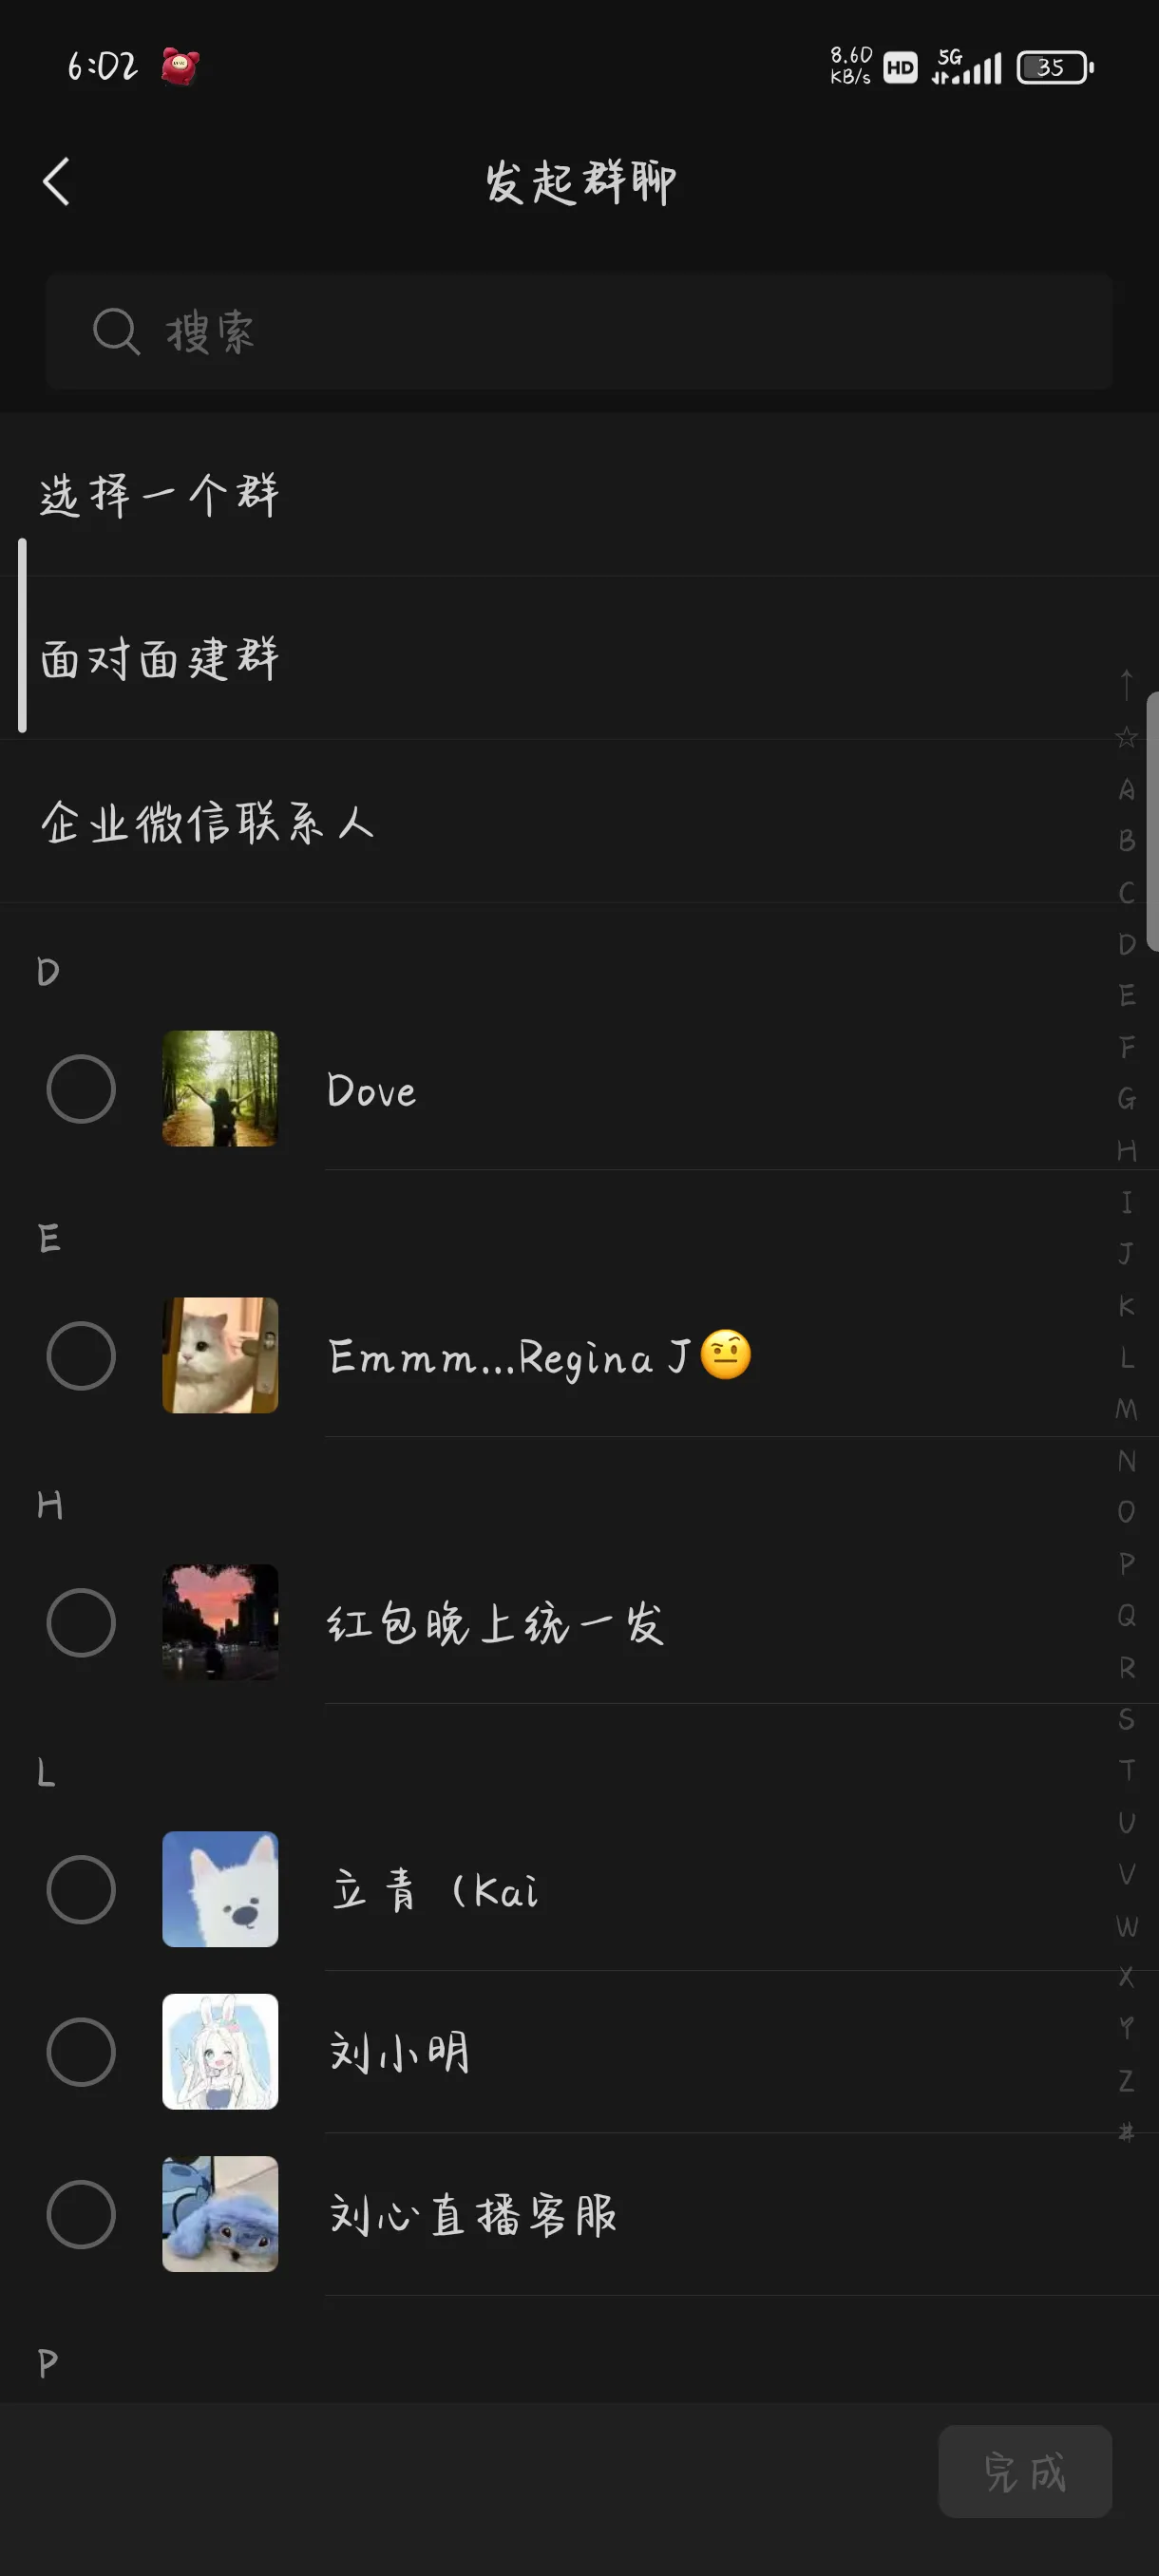 6:02
8.60
KB/s
HD
5G
35
发起群聊
搜索
选择一个群
面对面建群
企业微信联系人
D
Dove
E
Emmm...Regina J🤨
H
红包晚上统一发
L
立青（Kai
刘小明
刘心直播客服
P
↑
☆
A
B
C
D
E
F
G
H
I
J
K
L
M
N
O
P
Q
R
S
T
U
V
W
X
Y
Z
#
完成